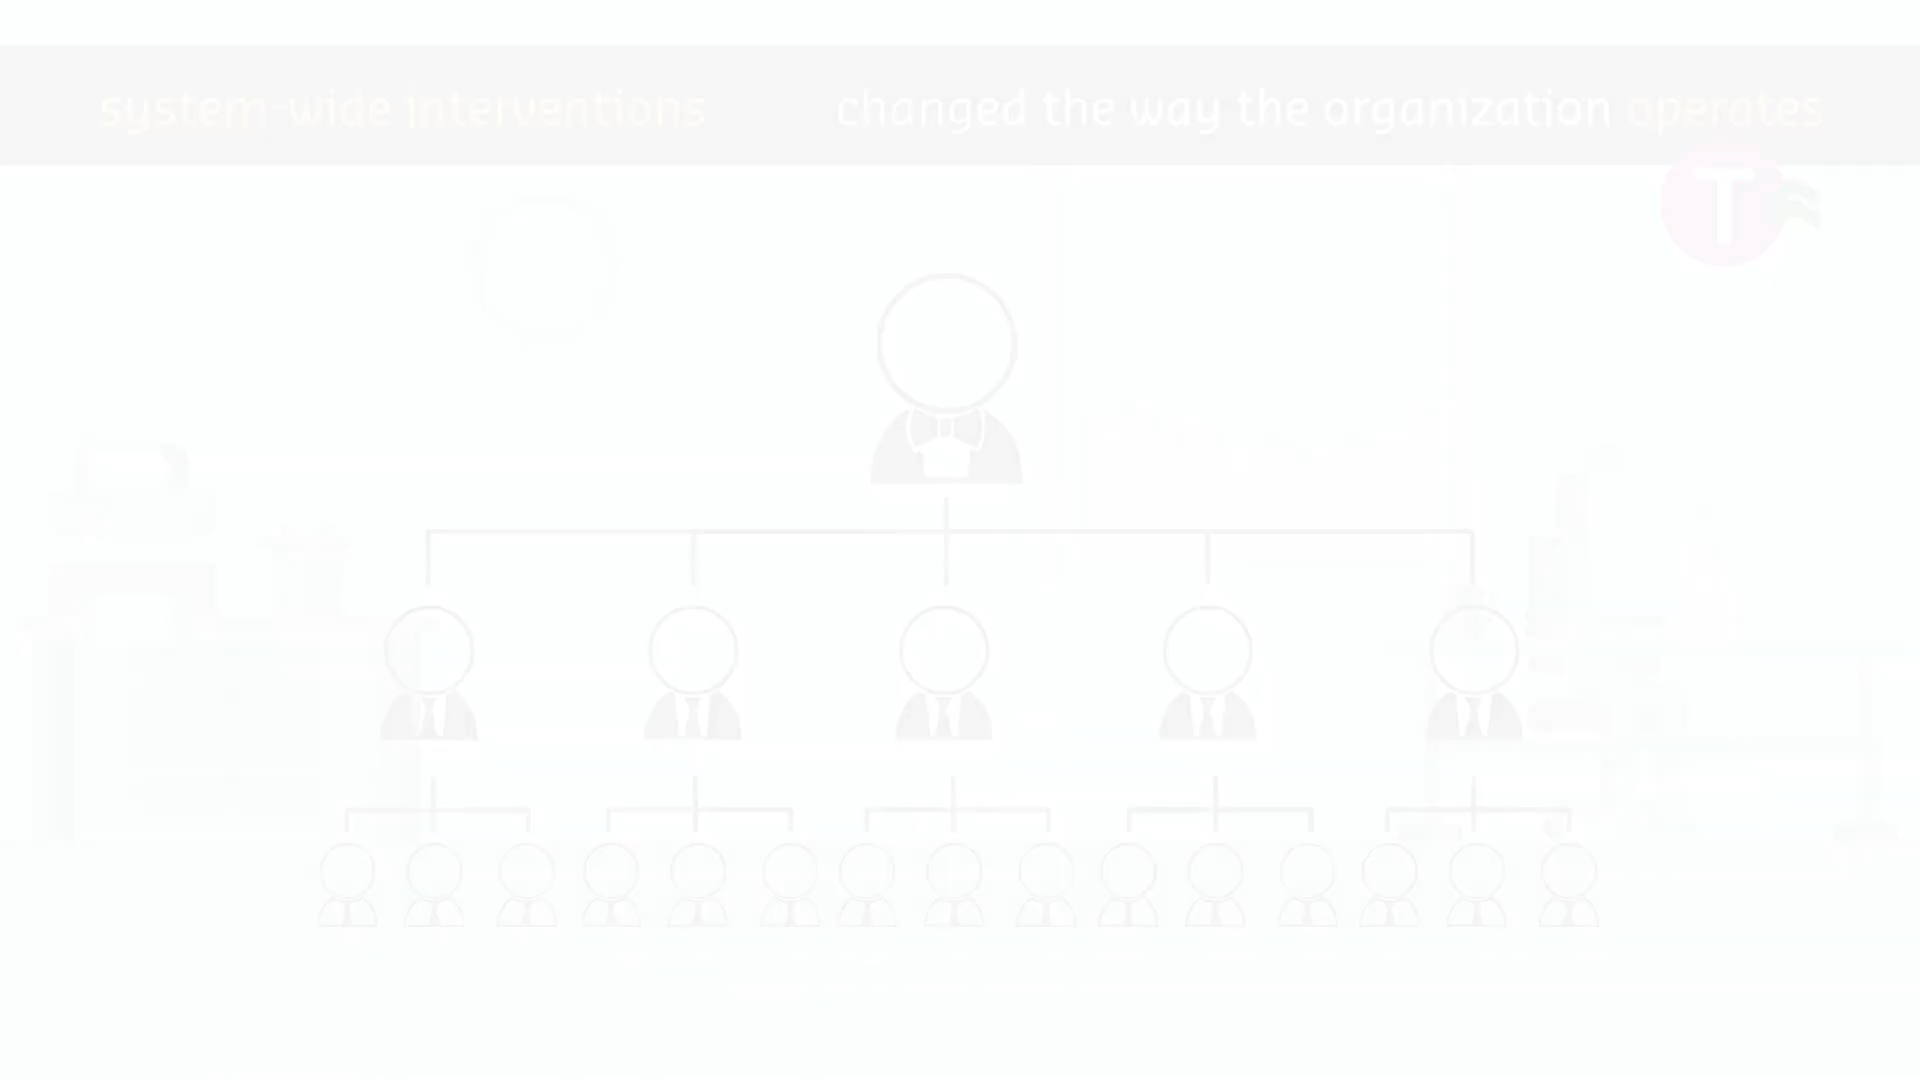 system-wide interventions changed the way the organization operates
T